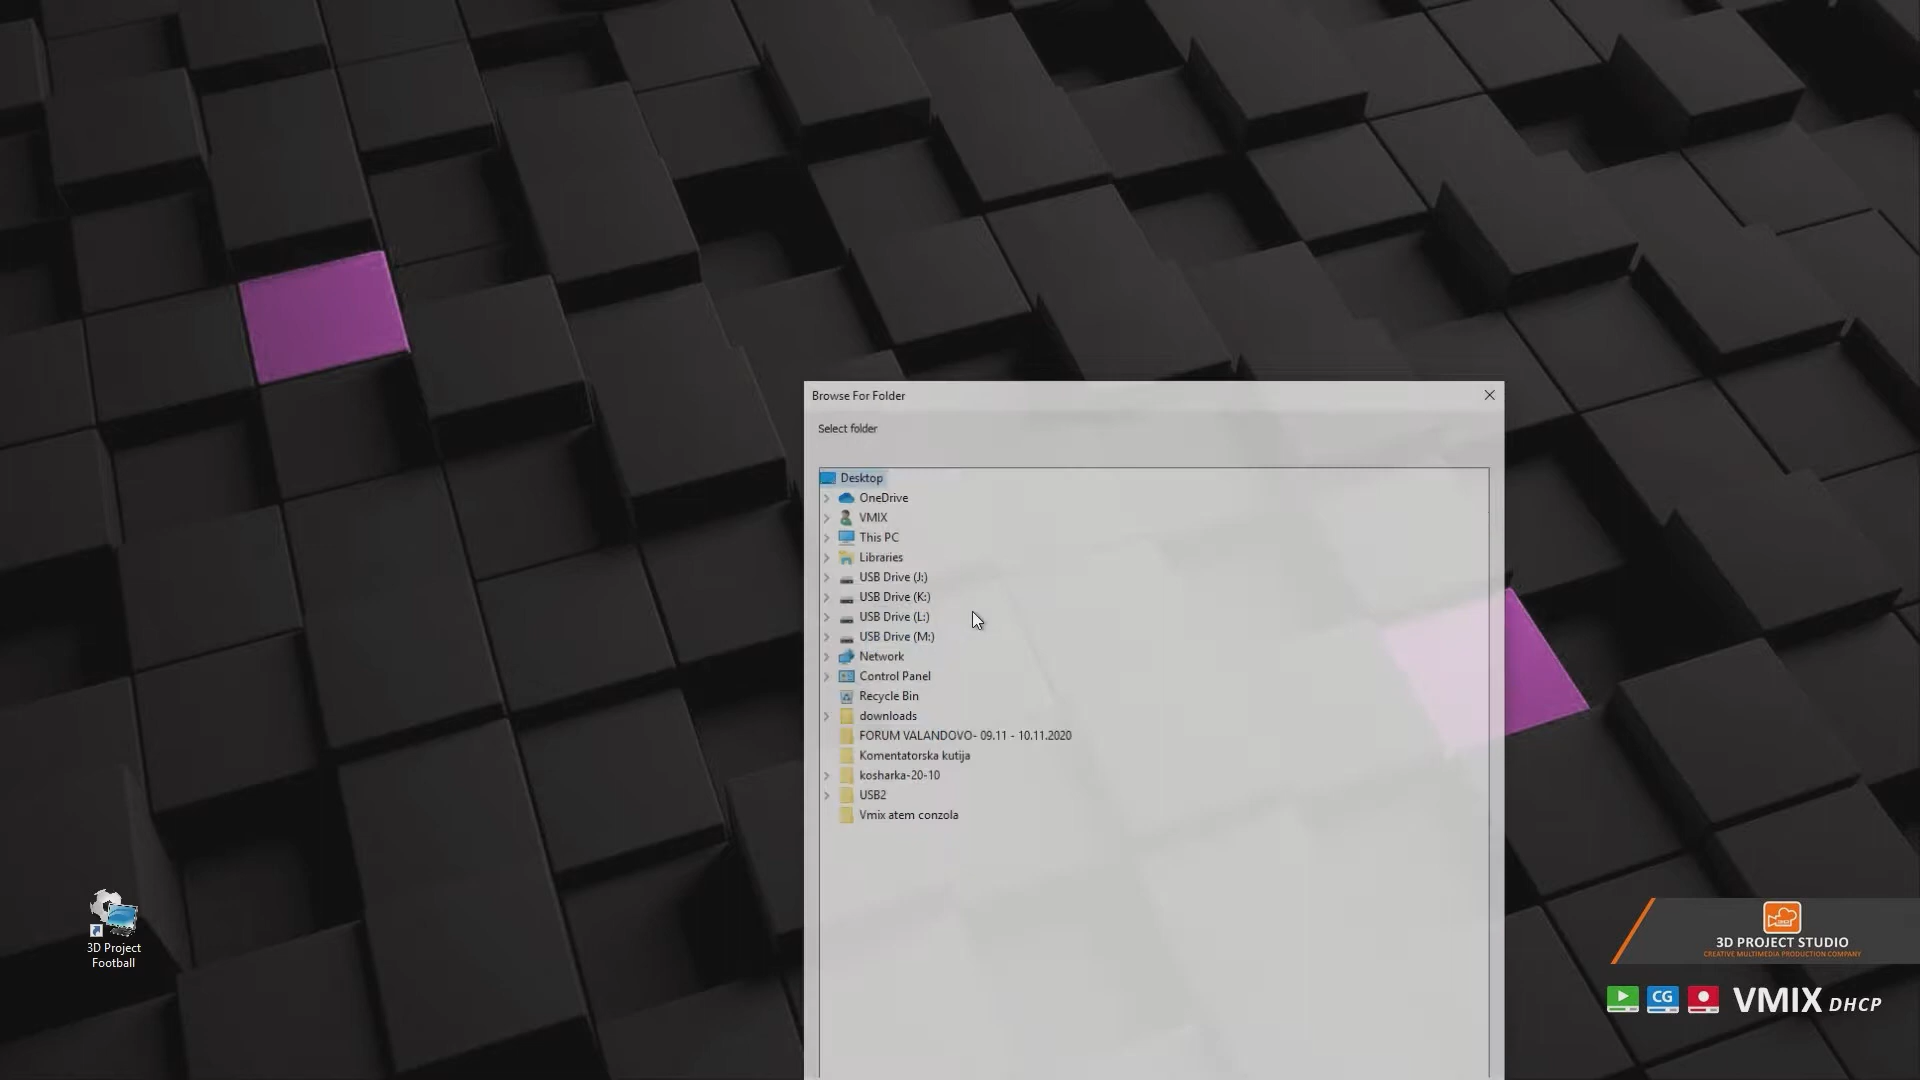 Browse For Folder
Select folder
Desktop
OneDrive
VMIX
This PC
Libraries
USB Drive (J:)
USB Drive (K:)
USB Drive (L:)
USB Drive (M:)
Network
Control Panel
Recycle Bin
downloads
FORUM VALANDOVO- 09.11 - 10.11.2020
Komentatorska kutija
kosharka-20-10
USB2
Vmix atem conzola
3D Project
Football
3D
3D PROJECT STUDIO
CREATIVE MULTIMEDIA PRODUCTION COMPANY
CG
VMIX DHCP